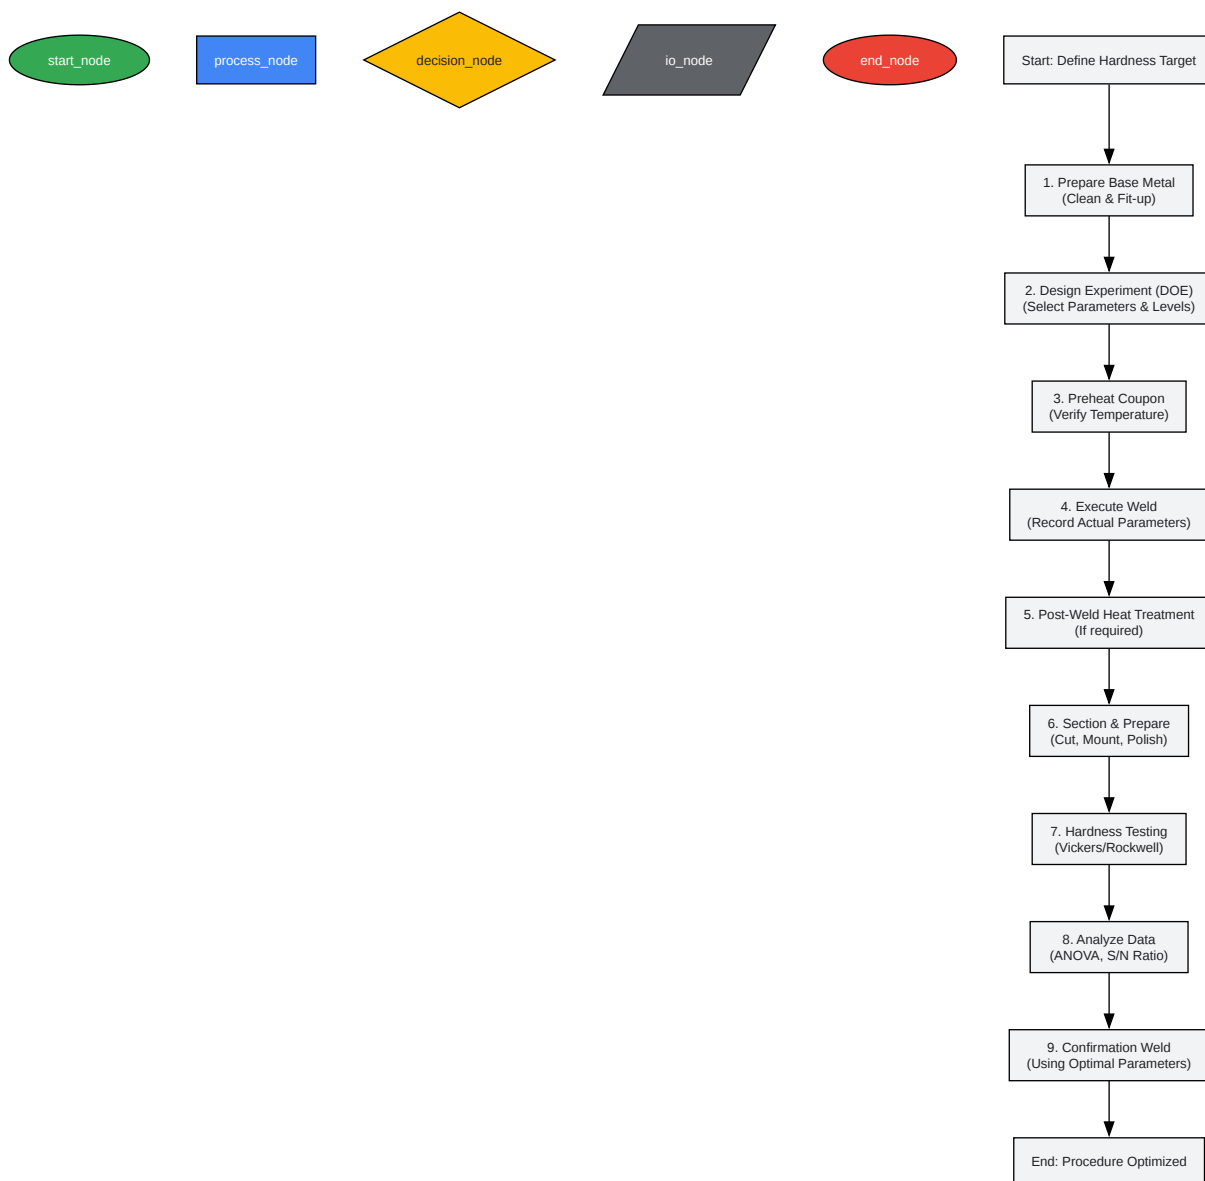 start_node
process_node
decision_node
io_node
end_node
Start: Define Hardness Target
1. Prepare Base Metal
(Clean & Fit-up)
2. Design Experiment (DOE)
(Select Parameters & Levels)
3. Preheat Coupon
(Verify Temperature)
4. Execute Weld
(Record Actual Parameters)
5. Post-Weld Heat Treatment
(If required)
6. Section & Prepare
(Cut, Mount, Polish)
7. Hardness Testing
(Vickers/Rockwell)
8. Analyze Data
(ANOVA, S/N Ratio)
9. Confirmation Weld
(Using Optimal Parameters)
End: Procedure Optimized